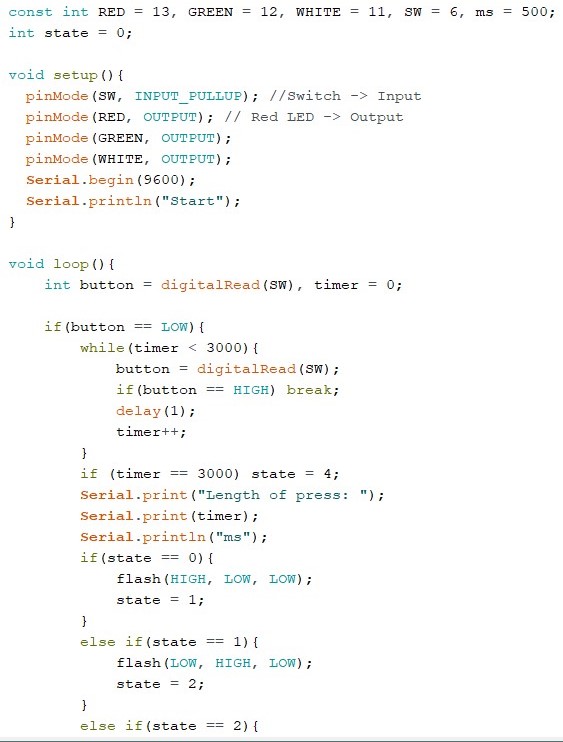 const int RED = 13, GREEN = 12, WHITE = 11, SW = 6, ms = 500;
int state = 0;

void setup(){
  pinMode(SW, INPUT_PULLUP); //Switch -> Input
  pinMode(RED, OUTPUT); // Red LED -> Output
  pinMode(GREEN, OUTPUT);
  pinMode(WHITE, OUTPUT);
  Serial.begin(9600);
  Serial.println("Start");
}

void loop(){
    int button = digitalRead(SW), timer = 0;

    if(button == LOW){
        while(timer < 3000){
            button = digitalRead(SW);
            if(button == HIGH) break;
            delay(1);
            timer++;
        }
        if (timer == 3000) state = 4;
        Serial.print("Length of press: ");
        Serial.print(timer);
        Serial.println("ms");
        if(state == 0){
            flash(HIGH, LOW, LOW);
            state = 1;
        }
        else if(state == 1){
            flash(LOW, HIGH, LOW);
            state = 2;
        }
        else if(state == 2){